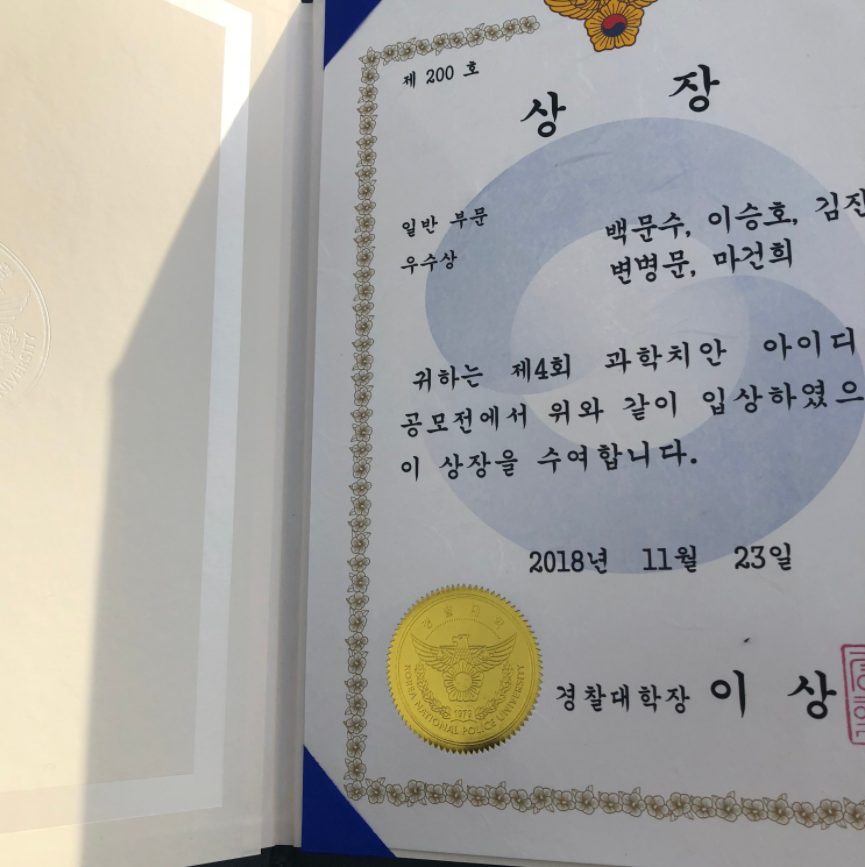 제 200 호
상 장
일반 부문 백문수, 이승호, 김진
우수상 변병문, 마건희
귀하는 제4회 과학치안 아이디
공모전에서 위와 같이 입상하였으
이 상장을 수여합니다.
2018년 11월 23일
경찰대학장 이 상
경찰대학
KOREA NATIONAL POLICE UNIVERSITY
1977
UNIVERSITY